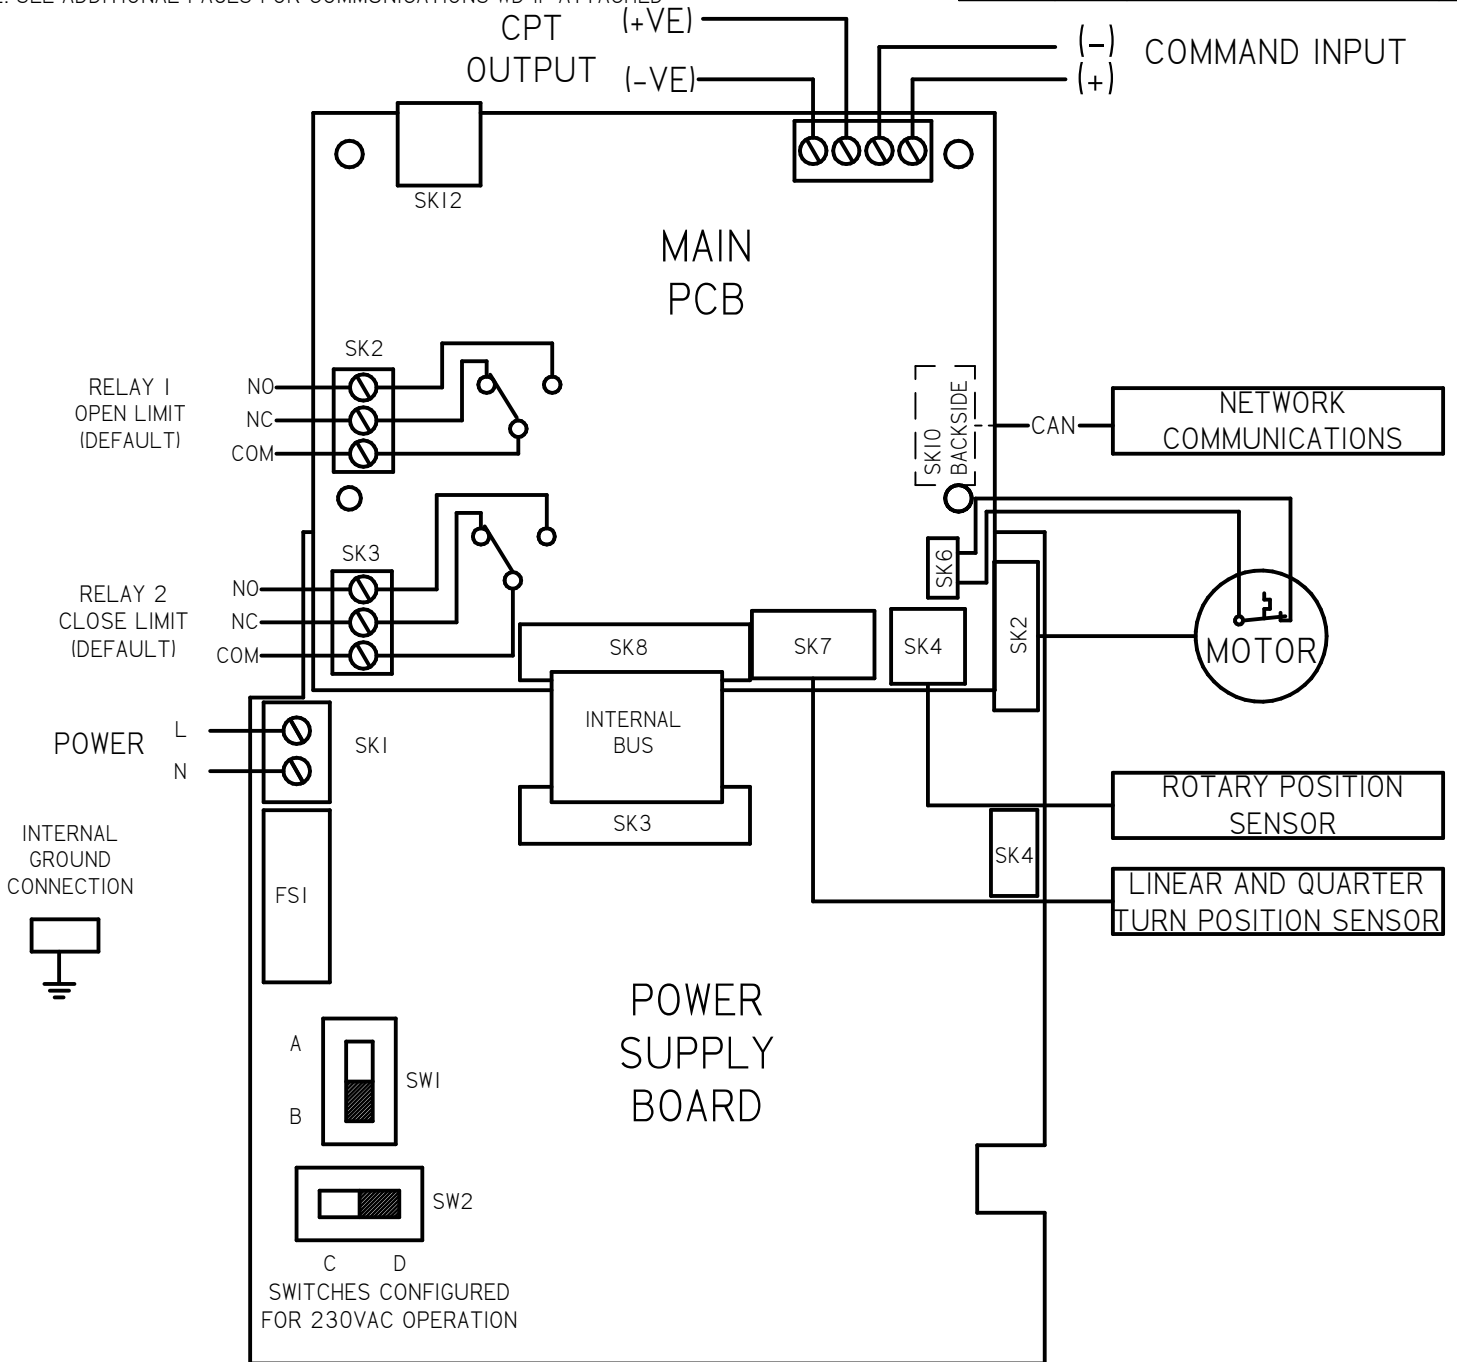 CPT
OUTPUT
(+VE)
(-VE)
(-)
(+)
COMMAND INPUT
SK12
MAIN
PCB
SK2
RELAY 1
OPEN LIMIT
(DEFAULT)
NO
NC
COM
SK10
BACKSIDE
CAN
NETWORK
COMMUNICATIONS
SK3
RELAY 2
CLOSE LIMIT
(DEFAULT)
NO
NC
COM
SK6
SK8
SK7
SK4
SK2
MOTOR
POWER
L
N
SK1
INTERNAL
BUS
SK3
ROTARY POSITION
SENSOR
INTERNAL
GROUND
CONNECTION
FS1
SK4
LINEAR AND QUARTER
TURN POSITION SENSOR
POWER
SUPPLY
BOARD
A
B
SW1
SW2
C D
SWITCHES CONFIGURED
FOR 230VAC OPERATION